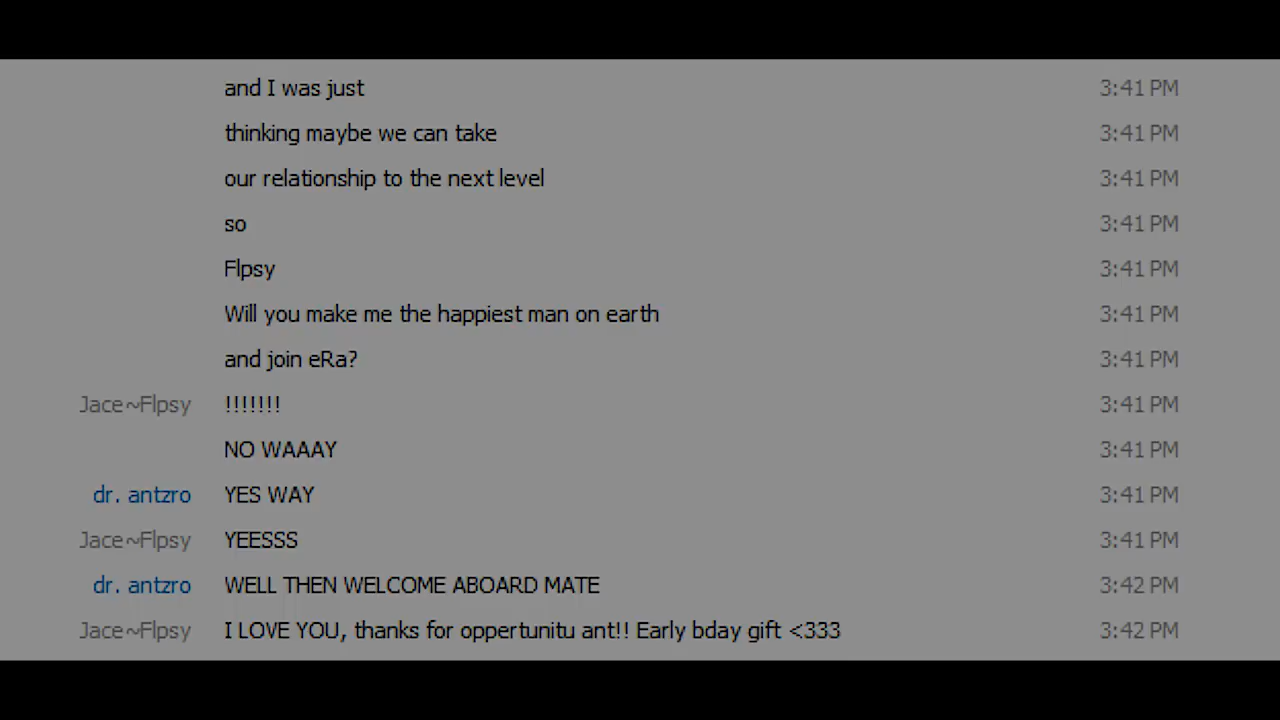 and I was just 3:41 PM
thinking maybe we can take 3:41 PM
our relationship to the next level 3:41 PM
so 3:41 PM
Flpsy 3:41 PM
Will you make me the happiest man on earth 3:41 PM
and join eRa? 3:41 PM
Jace~Flpsy !!!!!!! 3:41 PM
NO WAAAY 3:41 PM
dr. antzro YES WAY 3:41 PM
Jace~Flpsy YEESSS 3:41 PM
dr. antzro WELL THEN WELCOME ABOARD MATE 3:42 PM
Jace~Flpsy I LOVE YOU, thanks for oppertunitu ant!! Early bday gift <333 3:42 PM